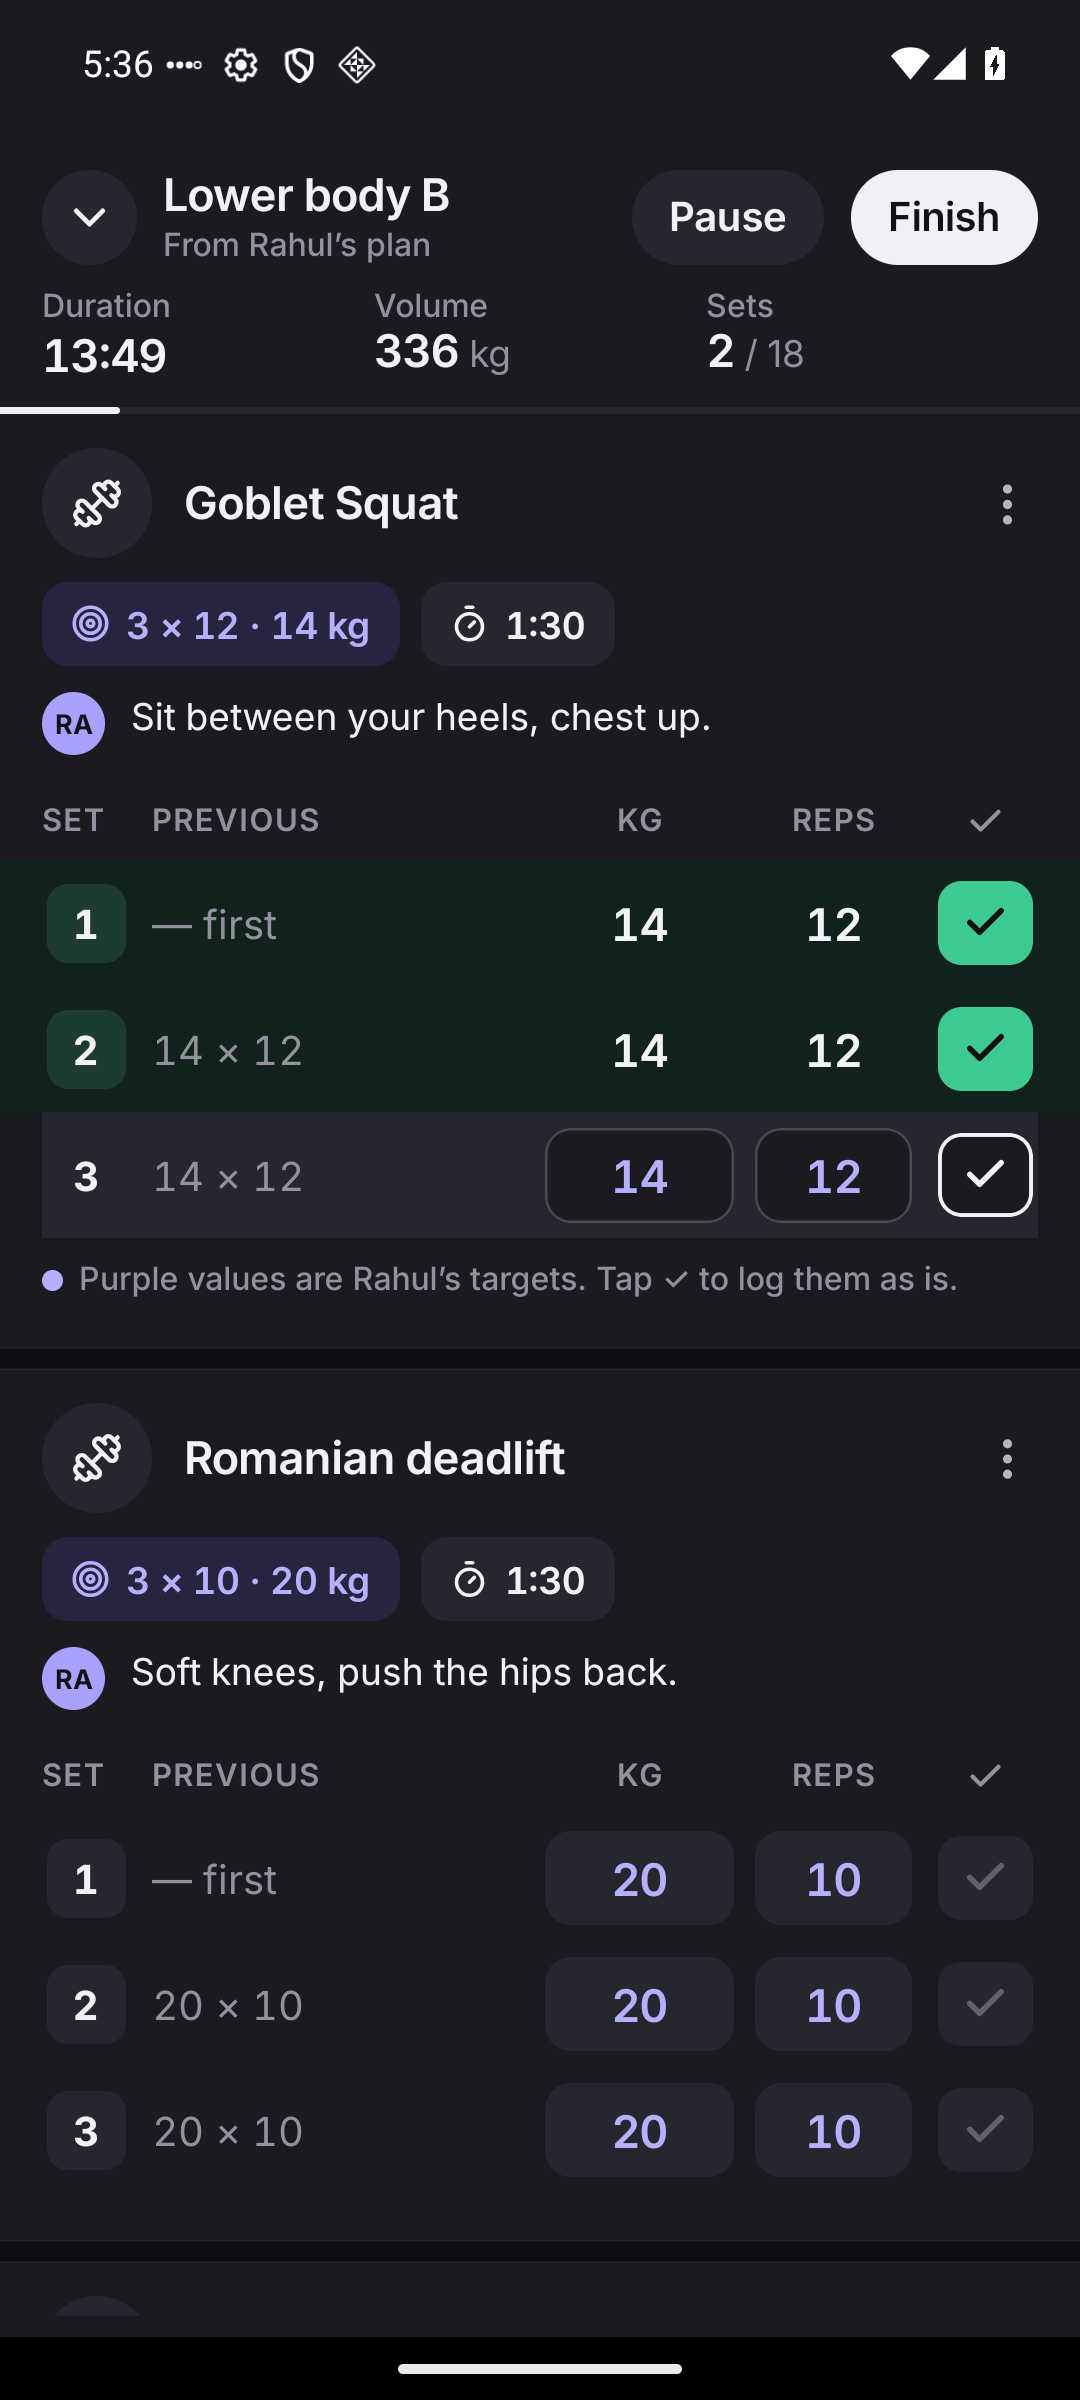 5:36
Lower body B
From Rahul’s plan
Pause
Finish
Duration
13:49
Volume
336 kg
Sets
2 / 18
Goblet Squat
3 × 12 · 14 kg
1:30
RA
Sit between your heels, chest up.
SET PREVIOUS KG REPS ✓
1 — first 14 12 ✓
2 14 × 12 14 12 ✓
3 14 × 12 14 12 ✓
Purple values are Rahul’s targets. Tap ✓ to log them as is.
Romanian deadlift
3 × 10 · 20 kg
1:30
RA
Soft knees, push the hips back.
SET PREVIOUS KG REPS ✓
1 — first 20 10 ✓
2 20 × 10 20 10 ✓
3 20 × 10 20 10 ✓